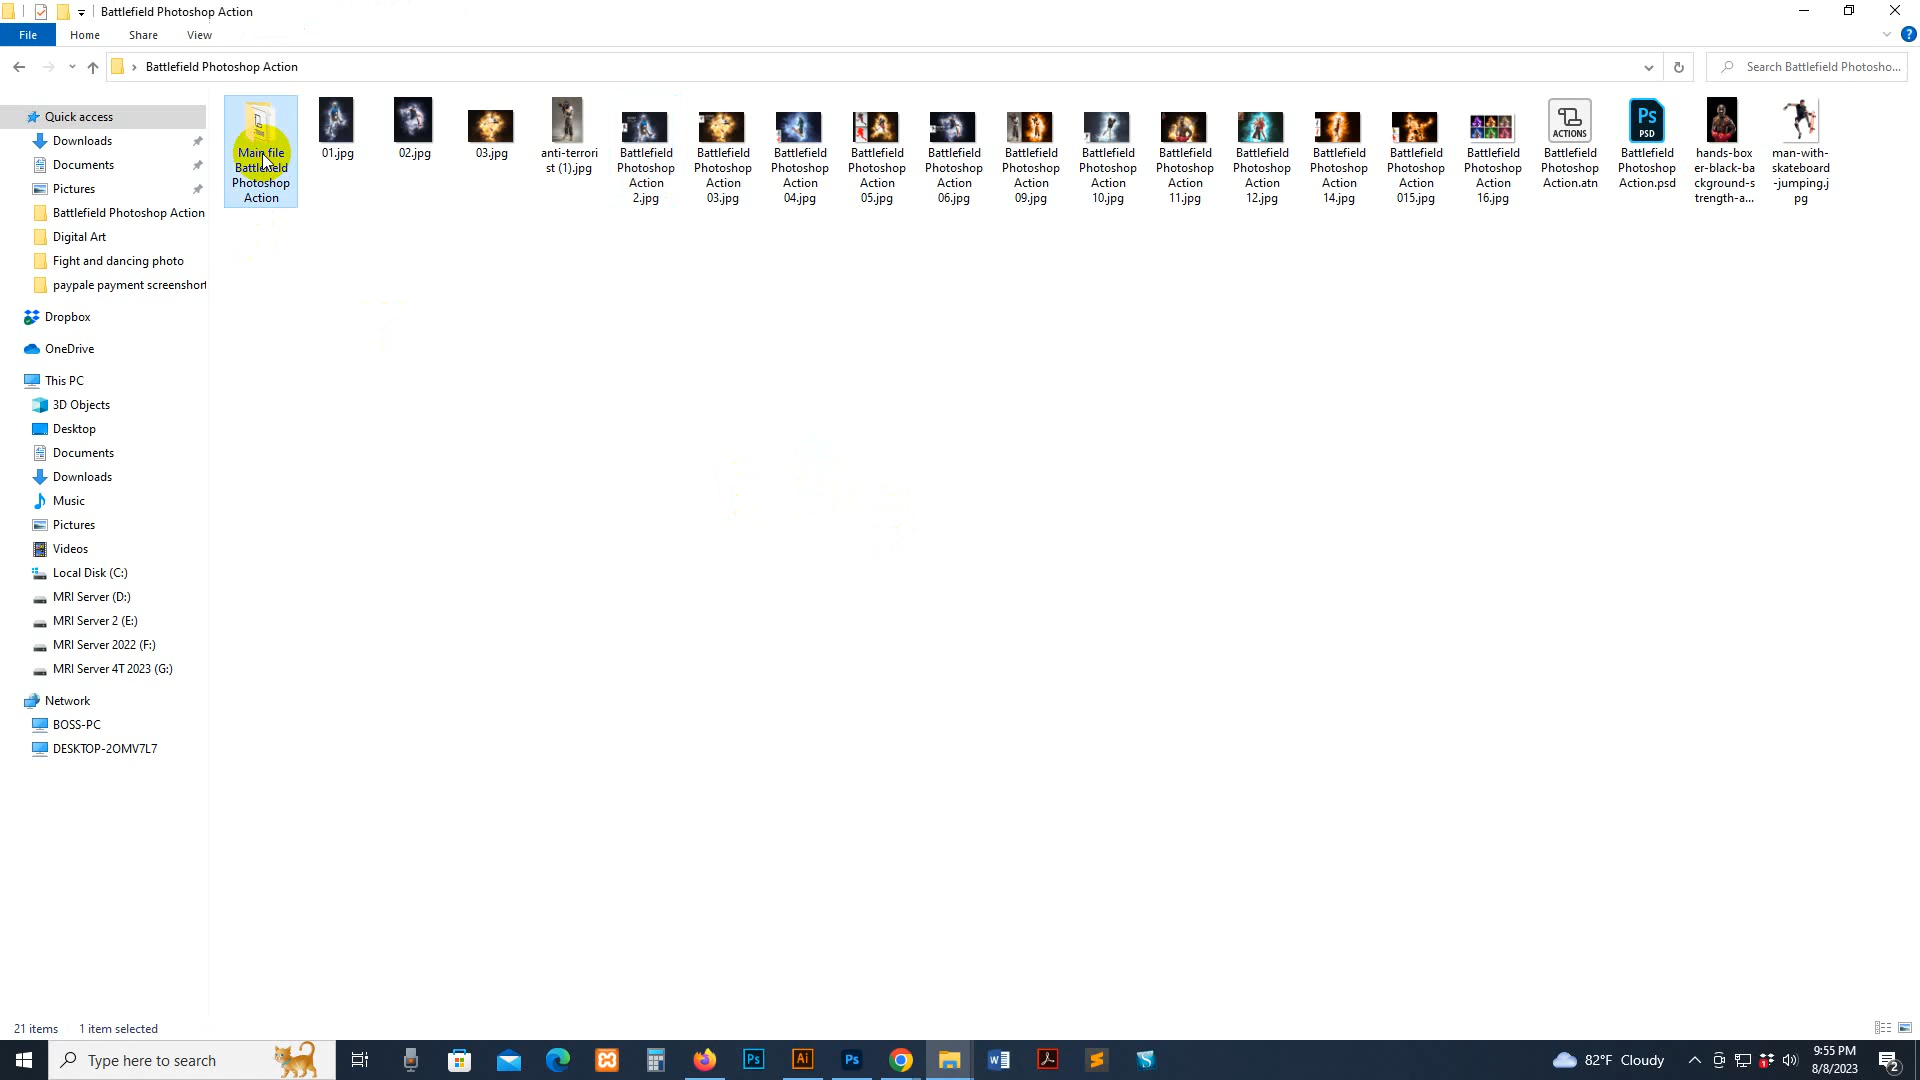 Battlefield Photoshop Action
File
Home
Share
View
Battlefield Photoshop Action
Search Battlefield Photosho...
Quick access
Downloads
Documents
Pictures
Battlefield Photoshop Action
Digital Art
Fight and dancing photo
paypale payment screenshort
Dropbox
OneDrive
This PC
3D Objects
Desktop
Documents
Downloads
Music
Pictures
Videos
Local Disk (C:)
MRI Server (D:)
MRI Server 2 (E:)
MRI Server 2022 (F:)
MRI Server 4T 2023 (G:)
Network
BOSS-PC
DESKTOP-2OMV7L7
Main file
Battlefield
Photoshop
Action
01.jpg
02.jpg
03.jpg
anti-terrori
st (1).jpg
Battlefield
Photoshop
Action
2.jpg
Battlefield
Photoshop
Action
03.jpg
Battlefield
Photoshop
Action
04.jpg
Battlefield
Photoshop
Action
05.jpg
Battlefield
Photoshop
Action
06.jpg
Battlefield
Photoshop
Action
09.jpg
Battlefield
Photoshop
Action
10.jpg
Battlefield
Photoshop
Action
11.jpg
Battlefield
Photoshop
Action
12.jpg
Battlefield
Photoshop
Action
14.jpg
Battlefield
Photoshop
Action
015.jpg
Battlefield
Photoshop
Action
16.jpg
ACTIONS
Battlefield
Photoshop
Action.atn
Ps
PSD
Battlefield
Photoshop
Action.psd
hands-box
er-black-ba
ckground-s
trength-a...
man-with-
skateboard
-jumping.j
pg
21 items
1 item selected
Type here to search
Ps
Ai
Ps
82°F Cloudy
9:55 PM
8/8/2023
2